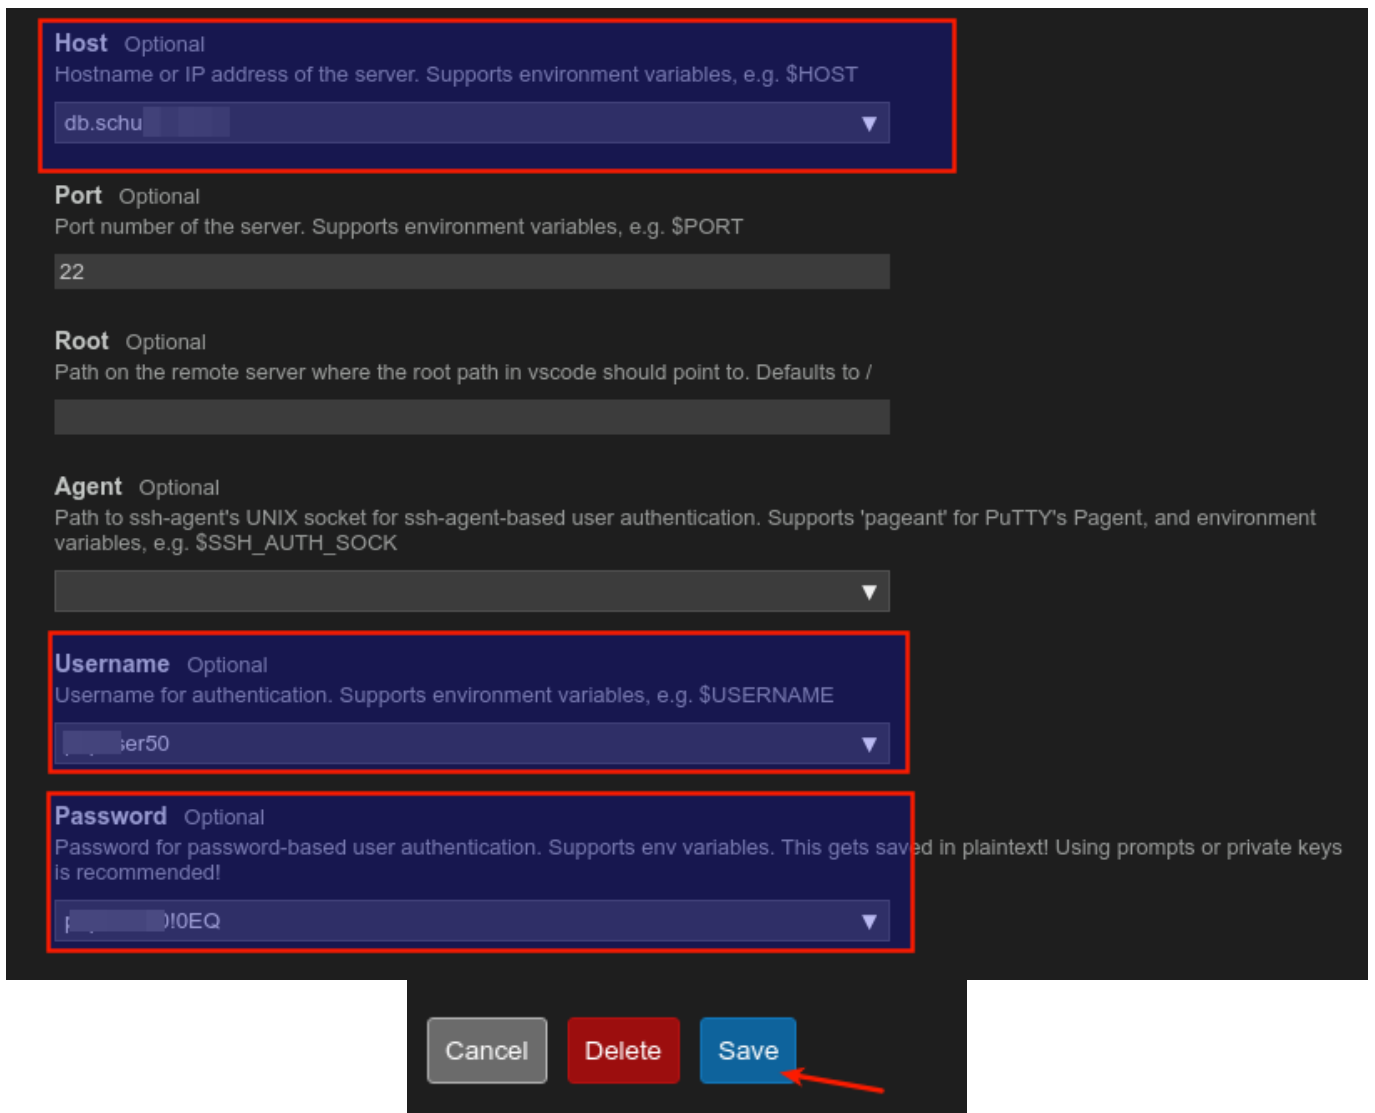 Host Optional
Hostname or IP address of the server. Supports environment variables, e.g. $HOST
db.schu
Port Optional
Port number of the server. Supports environment variables, e.g. $PORT
22
Root Optional
Path on the remote server where the root path in vscode should point to. Defaults to /
Agent Optional
Path to ssh-agent's UNIX socket for ssh-agent-based user authentication. Supports 'pageant' for PuTTY's Pagent, and environment
variables, e.g. $SSH_AUTH_SOCK
Username Optional
Username for authentication. Supports environment variables, e.g. $USERNAME
ser50
Password Optional
Password for password-based user authentication. Supports env variables. This gets saved in plaintext! Using prompts or private keys
is recommended!
!0EQ
Cancel Delete Save